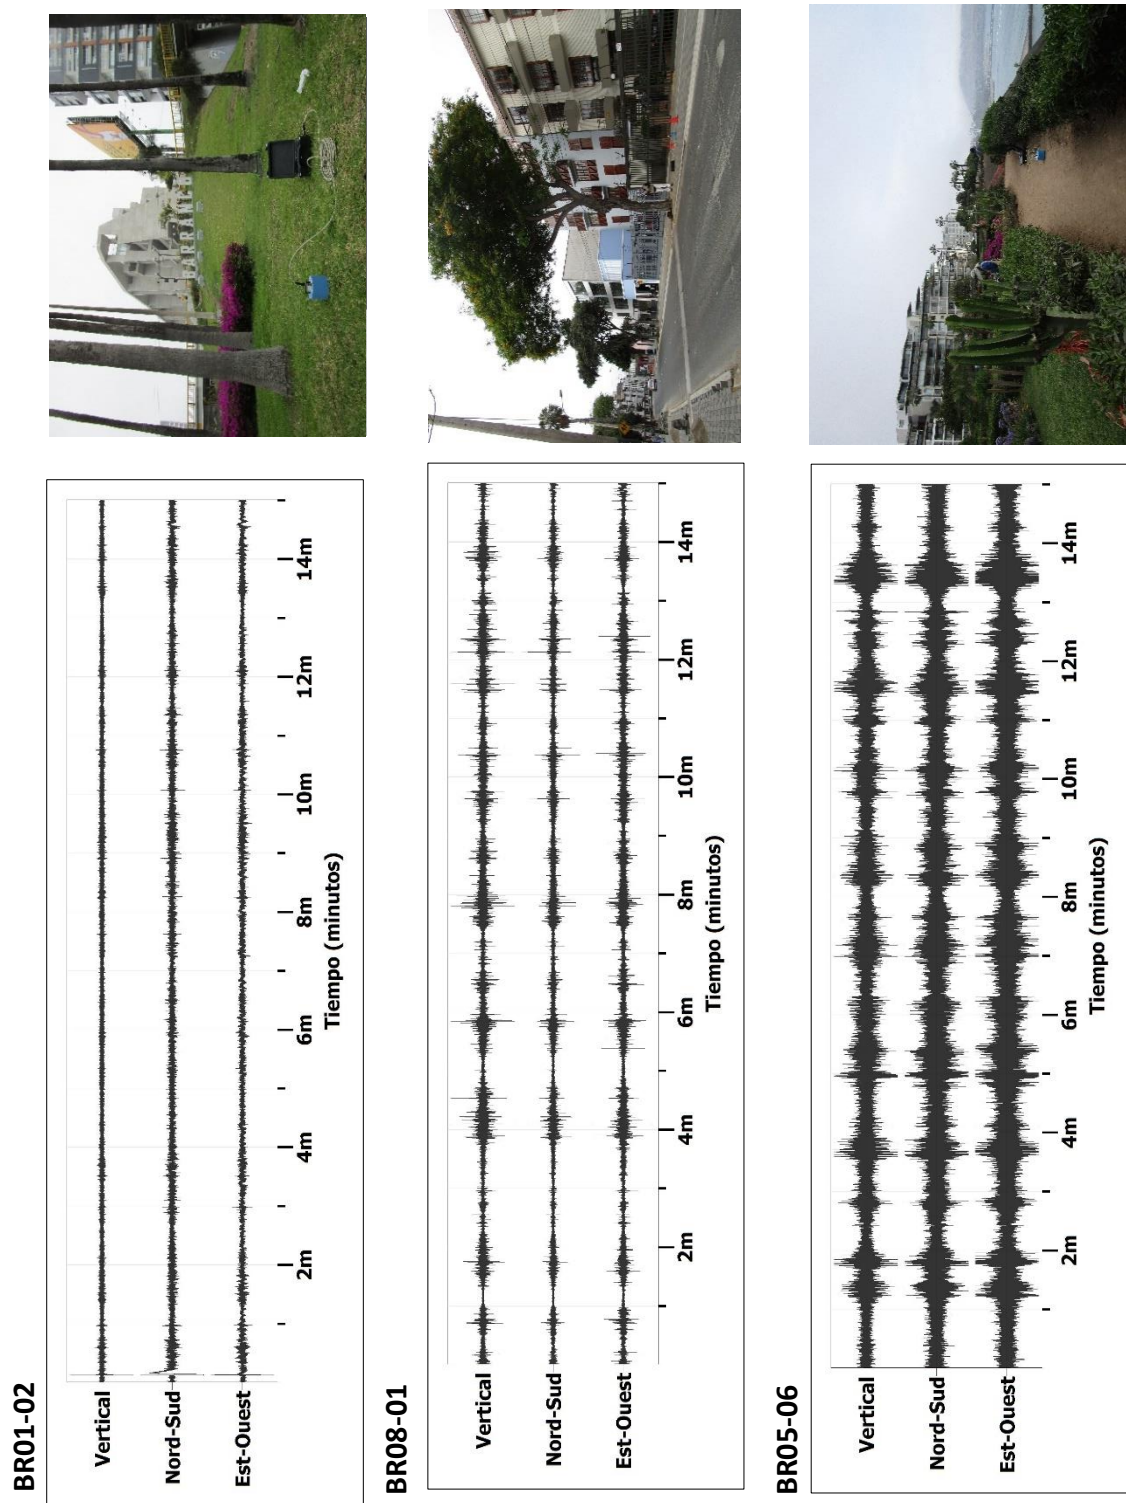 BR01-02
Vertical
Nord-Sud
Est-Ouest
2m 4m 6m 8m 10m 12m 14m
Tiempo (minutos)
BR08-01
Vertical
Nord-Sud
Est-Ouest
2m 4m 6m 8m 10m 12m 14m
Tiempo (minutos)
BR05-06
Vertical
Nord-Sud
Est-Ouest
2m 4m 6m 8m 10m 12m 14m
Tiempo (minutos)